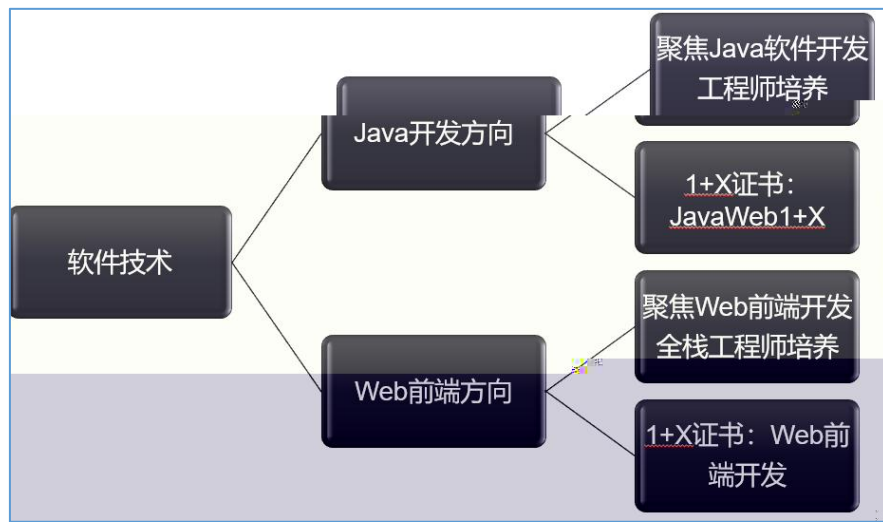 聚焦Java软件开发
工程师培养
Java开发方向
1+X证书：
JavaWeb1+X
软件技术
聚焦Web前端开发
全栈工程师培养
Web前端方向
1+X证书：Web前
端开发